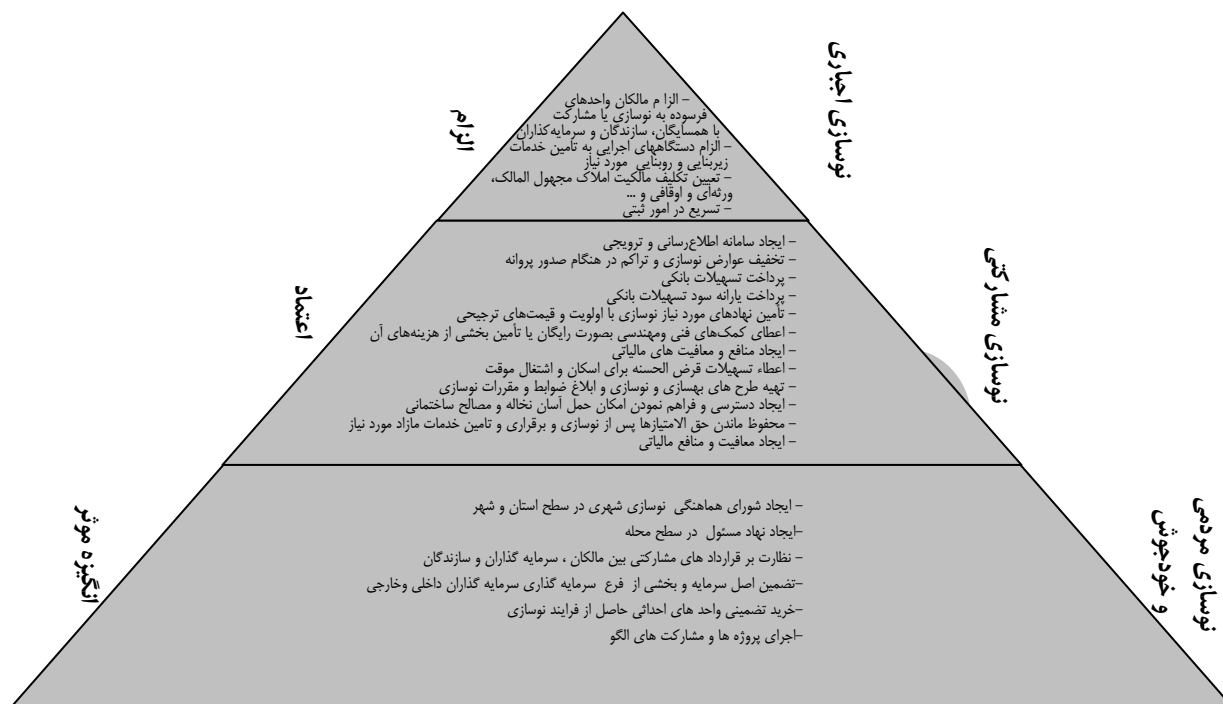 نوسازی اجباری
الزام
– الزا م مالکان واحدهای
فرسوده به نوسازی یا مشارکت
با همسایگان، سازندگان و سرمایه‌گذاران
– الزام دستگاههای اجرایی به تامین خدمات
زیربنایی و روبنایی مورد نیاز
– تعیین تکلیف مالکیت املاک مجهول المالک،
ورثه‌ای و اوقافی و ...
– تسریع در امور ثبتی
نوسازی مشارکتی
اعتماد
– ایجاد سامانه اطلاع‌رسانی و ترویجی
– تخفیف عوارض نوسازی و تراکم در هنگام صدور پروانه
– پرداخت تسهیلات بانکی
– پرداخت یارانه سود تسهیلات بانکی
– تأمین نهادهای مورد نیاز نوسازی با اولویت و قیمت‌های ترجیحی
– اعطای کمک‌های فنی ومهندسی بصورت رایگان یا تأمین بخشی از هزینه‌های آن
– ایجاد منافع و معافیت های مالیاتی
– اعطاء تسهیلات قرض الحسنه برای اسکان و اشتغال موقت
– تهیه طرح های بهسازی و نوسازی و ابلاغ ضوابط و مقررات نوسازی
– ایجاد دسترسی و فراهم نمودن امکان حمل آسان نخاله و مصالح ساختمانی
– محفوظ ماندن حق الامتیازها پس از نوسازی و برقراری و تامین خدمات مازاد مورد نیاز
– ایجاد معافیت و منافع مالیاتی
نوسازی مردمی
و خودجوش
انگیزه موثر
– ایجاد شورای هماهنگی نوسازی شهری در سطح استان و شهر
–ایجاد نهاد مسئول در سطح محله
– نظارت بر قرارداد های مشارکتی بین مالکان ، سرمایه گذاران و سازندگان
–تضمین اصل سرمایه و بخشی از فرع سرمایه گذاری سرمایه گذاران داخلی وخارجی
–خرید تضمینی واحد های احداثی حاصل از فرایند نوسازی
–اجرای پروژه ها و مشارکت های الگو